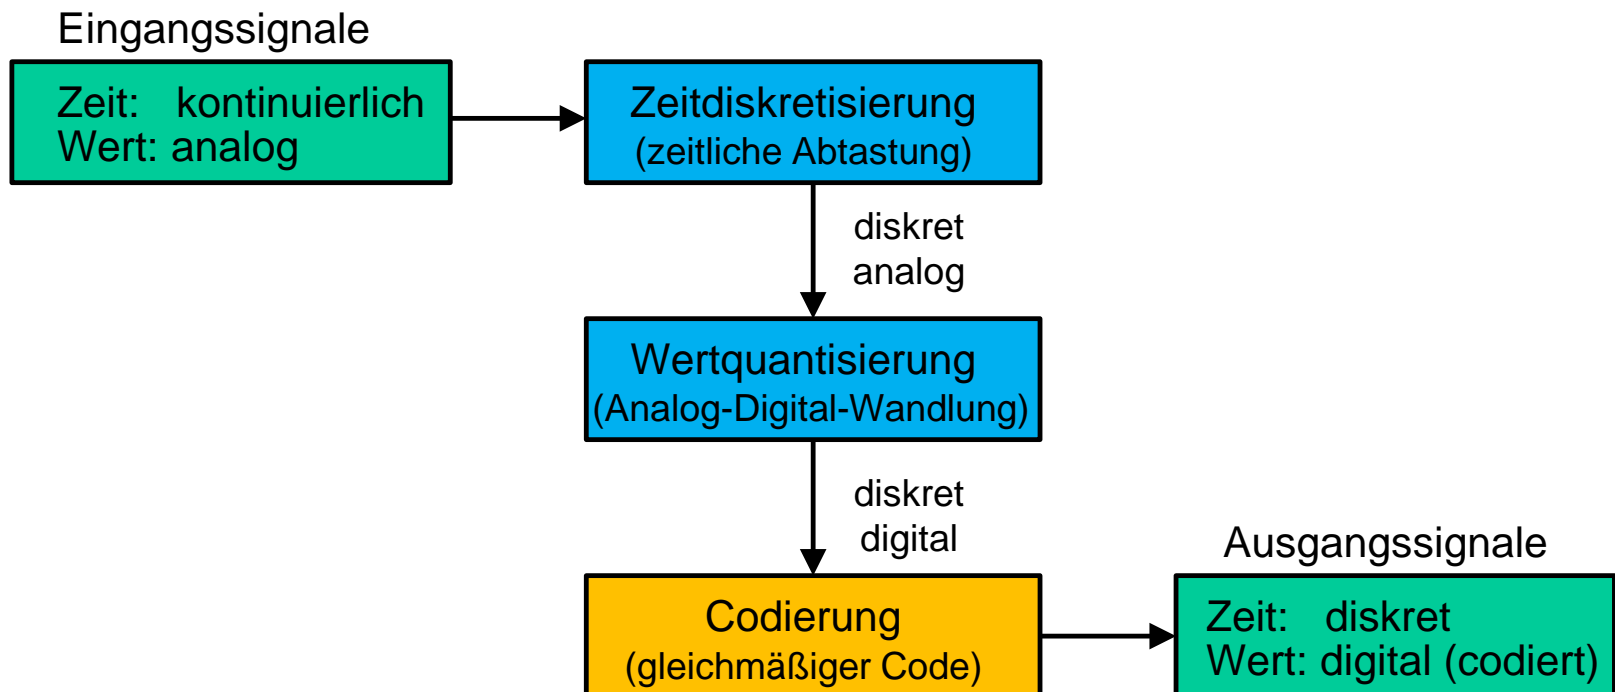 Eingangssignale
Zeit: kontinuierlich
Wert: analog
Zeitdiskretisierung
(zeitliche Abtastung)
diskret
analog
Wertquantisierung
(Analog-Digital-Wandlung)
diskret
digital
Codierung
(gleichmäßiger Code)
Ausgangssignale
Zeit: diskret
Wert: digital (codiert)